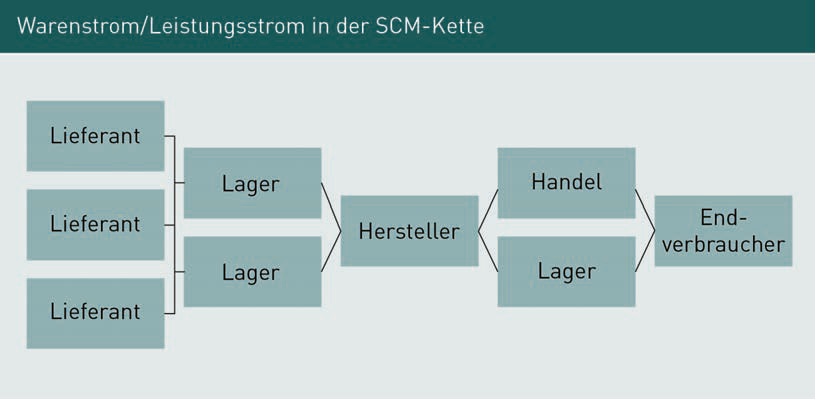 Warenstrom/Leistungsstrom in der SCM-Kette
Lieferant
Lieferant
Lieferant
Lager
Lager
Hersteller
Handel
Lager
End-
verbraucher